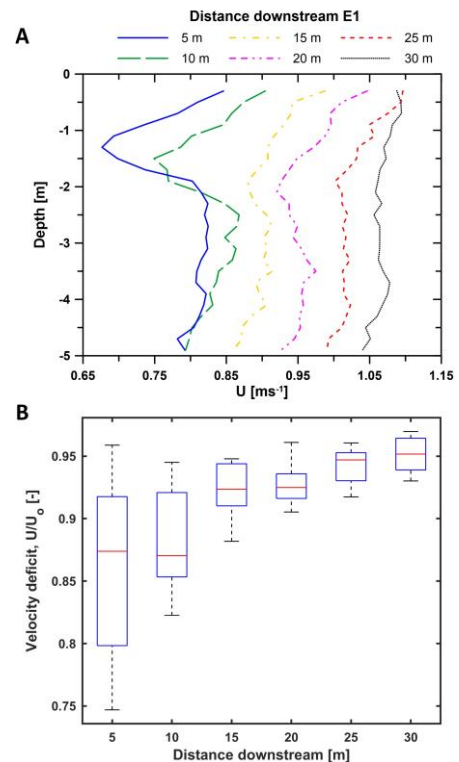 Distance downstream E1
A
5 m 15 m 25 m
10 m 20 m 30 m
0
-1
-2
-3
-4
-5
Depth [m]
0.65 0.75 0.85 0.95 1.05 1.15
U [ms⁻¹]
B
0.95
0.9
0.85
0.8
0.75
Velocity deficit, U/U₀ [-]
5 10 15 20 25 30
Distance downstream [m]